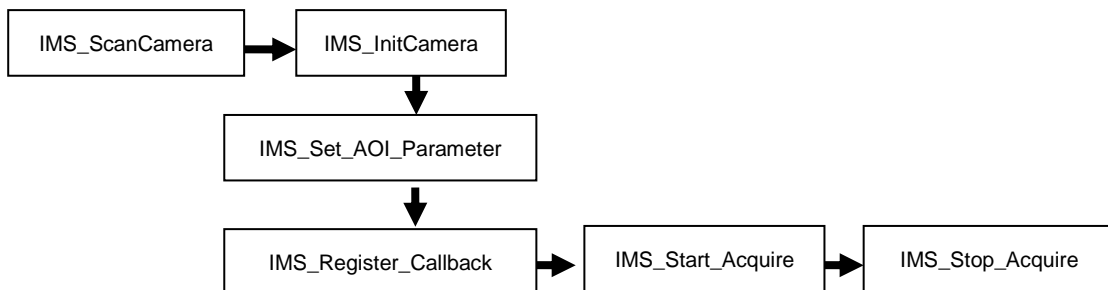 IMS_ScanCamera
IMS_InitCamera
IMS_Set_AOI_Parameter
IMS_Register_Callback
IMS_Start_Acquire
IMS_Stop_Acquire